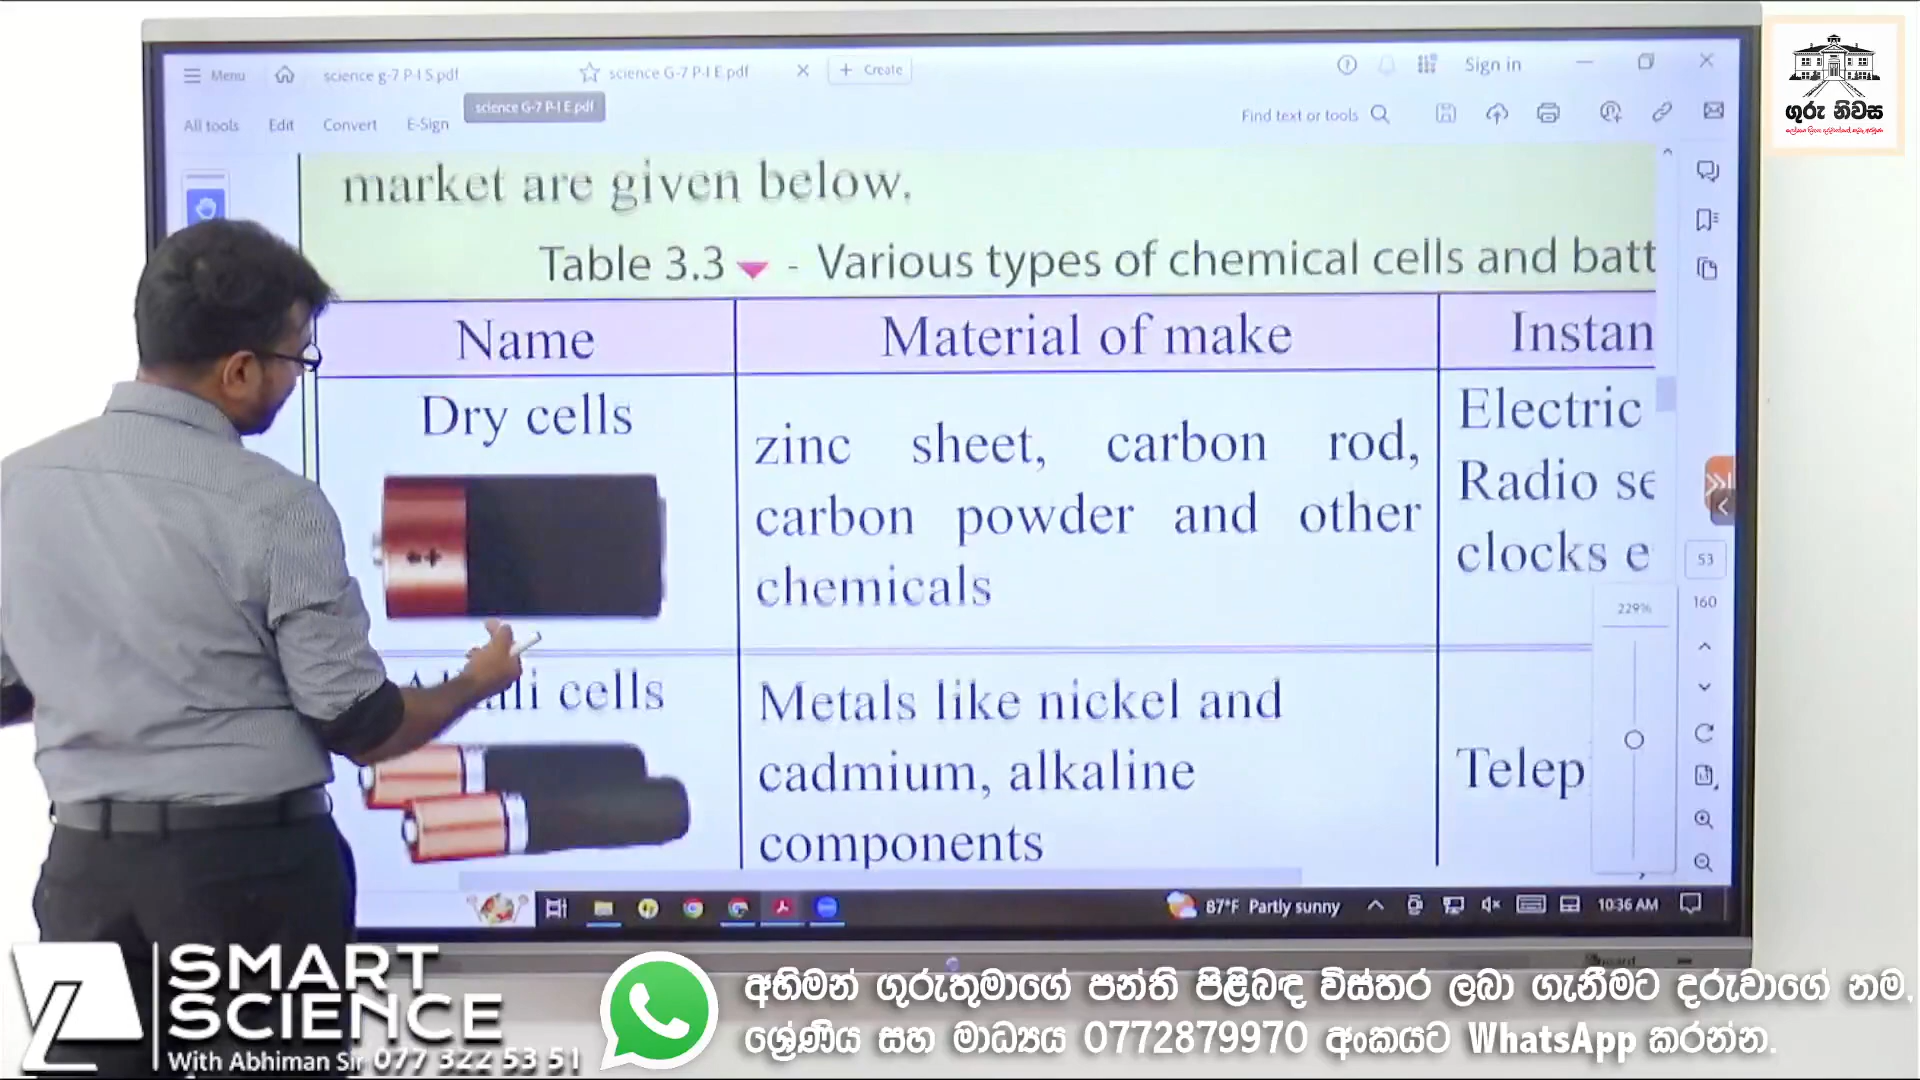 Menu
science g-7 P-I S.pdf
science G-7 P-I E.pdf
Create
Sign in
science G-7 P-I E.pdf
All tools
Edit
Convert
E-Sign
Find text or tools
market are given below.
Table 3.3 - Various types of chemical cells and batt
Name
Material of make
Instan
Dry cells
zinc sheet, carbon rod,
carbon powder and other
chemicals
Electric
Radio se
clocks e
53
160
229%
cells
Metals like nickel and
cadmium, alkaline
components
Telep
87°F Partly sunny
10:36 AM
ගුරු නිවස
SMART
SCIENCE
With Abhiman Sir 077 322 53 51
අභිමන් ගුරුතුමාගේ පන්ති පිළිබඳ විස්තර ලබා ගැනීමට දරුවාගේ නම,
ශ්‍රේණිය සහ මාධ්‍යය 0772879970 අංකයට WhatsApp කරන්න.